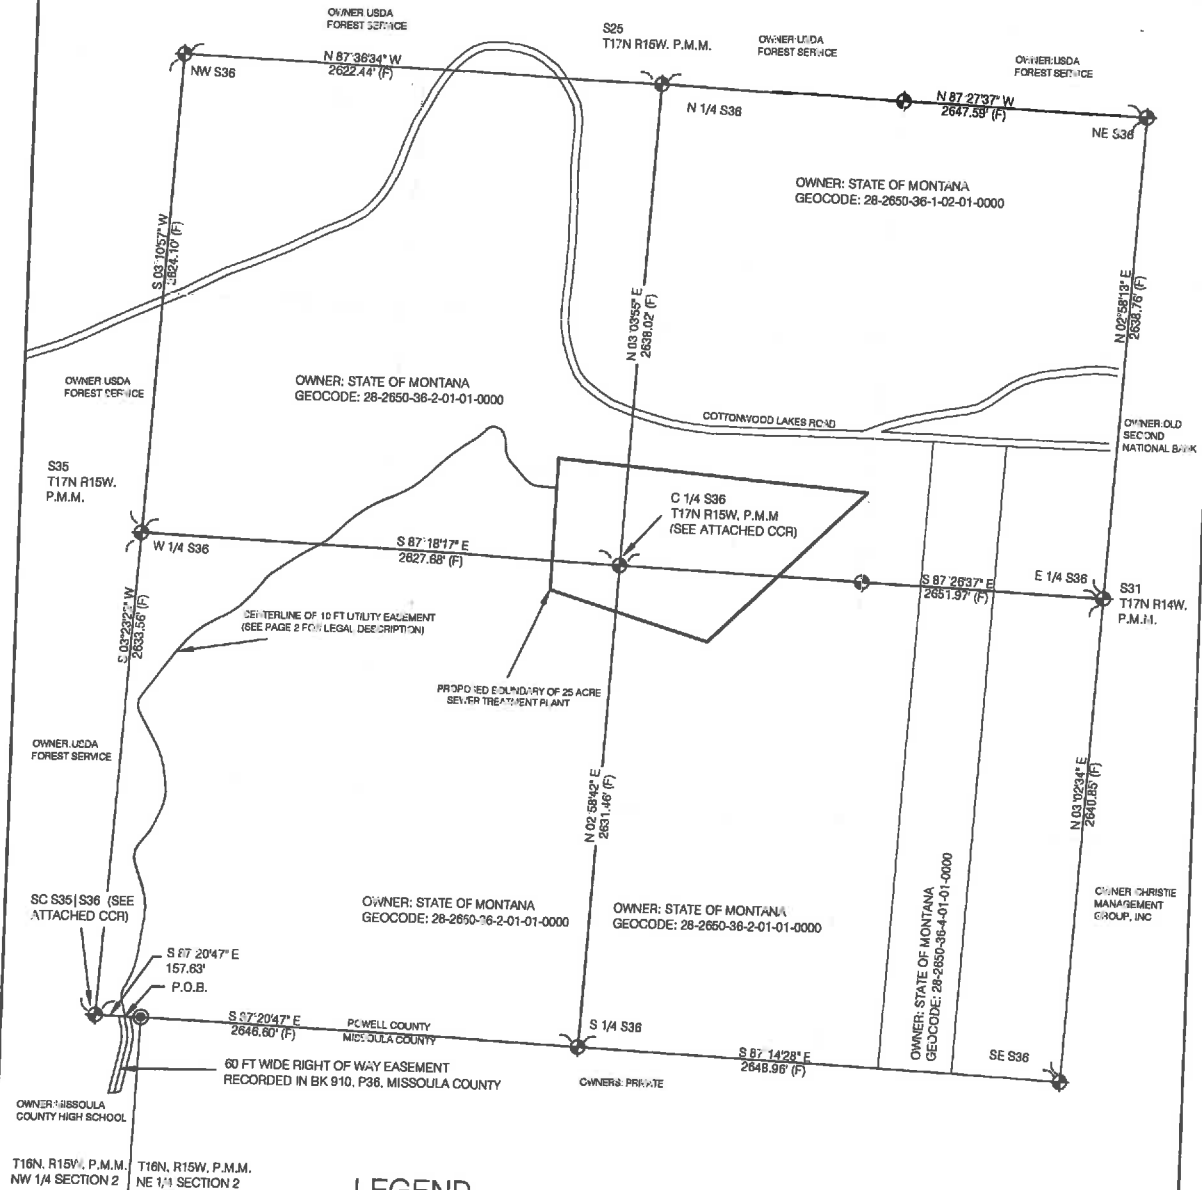 OWNER USDA
FOREST SERVICE
S25
T17N R15W. P.M.M.
OWNER:USDA
FOREST SERVICE
OWNER:USDA
FOREST SERVICE
N 87°36'34" W
2622.44' (F)
NW S36
N 1/4 S36
N 87°27'37" W
2647.59' (F)
NE S36
OWNER: STATE OF MONTANA
GEOCODE: 28-2650-36-1-02-01-0000
S 03°10'57" W
2624.10' (F)
N 03°03'55" E
2638.02' (F)
N 02°58'13" E
2638.76' (F)
OWNER USDA
FOREST SERVICE
OWNER: STATE OF MONTANA
GEOCODE: 28-2650-36-2-01-01-0000
COTTONWOOD LAKES ROAD
OWNER:OLD
SECOND
NATIONAL BANK
S35
T17N R15W.
P.M.M.
C 1/4 S36
T17N R15W, P.M.M
(SEE ATTACHED CCR)
W 1/4 S36
S 87°18'17" E
2627.68' (F)
S 87°26'37" E
2651.97' (F)
E 1/4 S36
S31
T17N R14W.
P.M.M.
S 03°23'25" W
2633.56' (F)
CENTERLINE OF 10 FT UTILITY EASEMENT
(SEE PAGE 2 FOR LEGAL DESCRIPTION)
PROPOSED BOUNDARY OF 25 ACRE
SEWER TREATMENT PLANT
OWNER:USDA
FOREST SERVICE
N 02°58'42" E
2631.46' (F)
N 03°02'34" E
2640.85' (F)
SC S35|S36 (SEE
ATTACHED CCR)
OWNER: STATE OF MONTANA
GEOCODE: 28-2650-36-2-01-01-0000
OWNER: STATE OF MONTANA
GEOCODE: 28-2650-36-2-01-01-0000
OWNER: STATE OF MONTANA
GEOCODE: 28-2650-36-4-01-01-0000
OWNER CHRISTIE
MANAGEMENT
GROUP, INC
S 87°20'47" E
157.63'
P.O.B.
S 87°20'47" E
2646.60' (F)
POWELL COUNTY
MISSOULA COUNTY
S 1/4 S36
S 87°14'28" E
2648.96' (F)
SE S36
60 FT WIDE RIGHT OF WAY EASEMENT
RECORDED IN BK 910, P36, MISSOULA COUNTY
OWNERS: PRIVATE
OWNER:MISSOULA
COUNTY HIGH SCHOOL
T16N, R15W, P.M.M.
NW 1/4 SECTION 2
T16N, R15W, P.M.M.
NE 1/4 SECTION 2
LEGEND